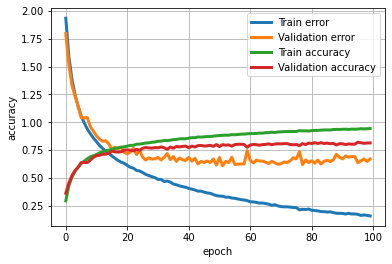 Train error
Validation error
Train accuracy
Validation accuracy
accuracy
2.00
1.75
1.50
1.25
1.00
0.75
0.50
0.25
0
20
40
60
80
100
epoch